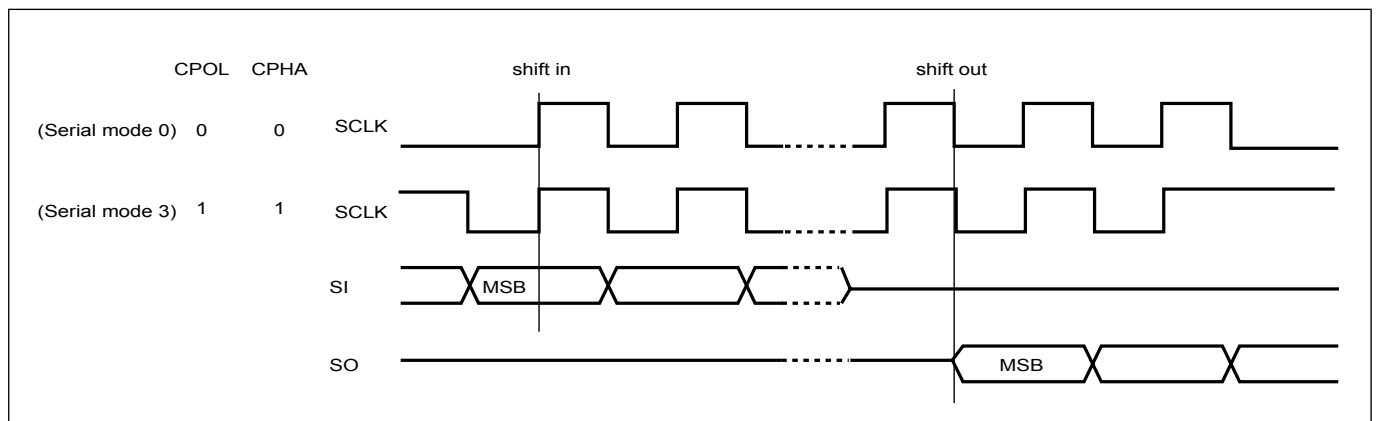 CPOL CPHA shift in shift out
(Serial mode 0) 0 0 SCLK
(Serial mode 3) 1 1 SCLK
SI MSB
SO MSB